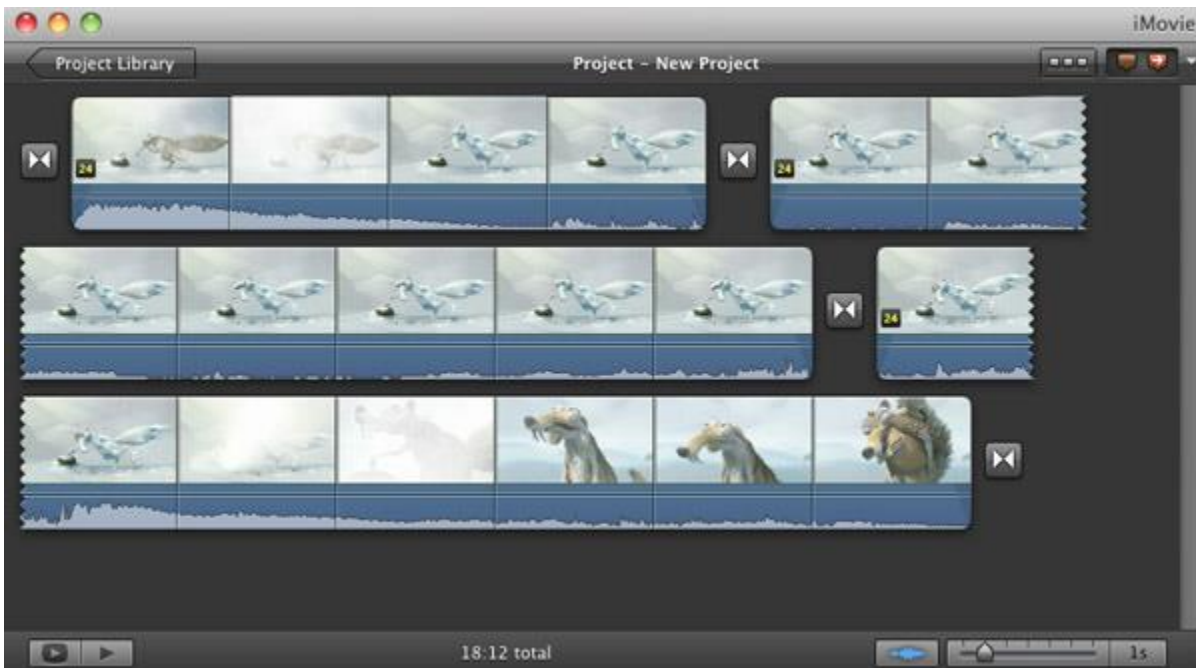 iMovie
Project Library
Project - New Project
24
24
24
18:12 total
1s